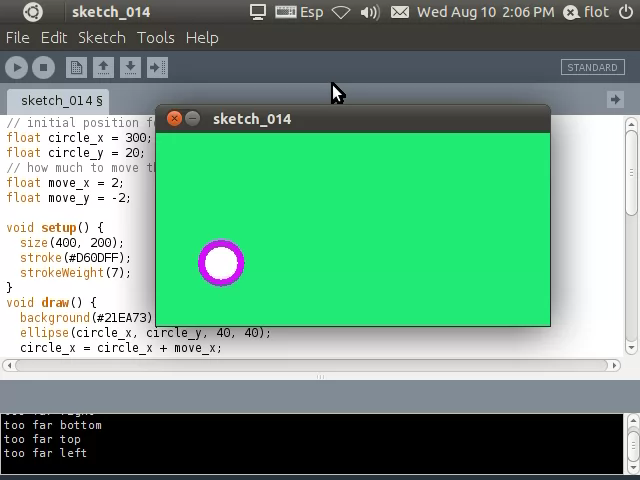 sketch_014 Esp Wed Aug 10 2:06 PM flot
File Edit Sketch Tools Help
STANDARD
sketch_014 §
sketch_014
// initial position f
float circle_x = 300;
float circle_y = 20;
// how much to move th
float move_x = 2;
float move_y = -2;
void setup() {
size(400, 200);
stroke(#D60DFF);
strokeWeight(7);
}
void draw() {
background(#21EA73)
ellipse(circle_x, circle_y, 40, 40);
circle_x = circle_x + move_x;
too far right
too far bottom
too far top
too far left